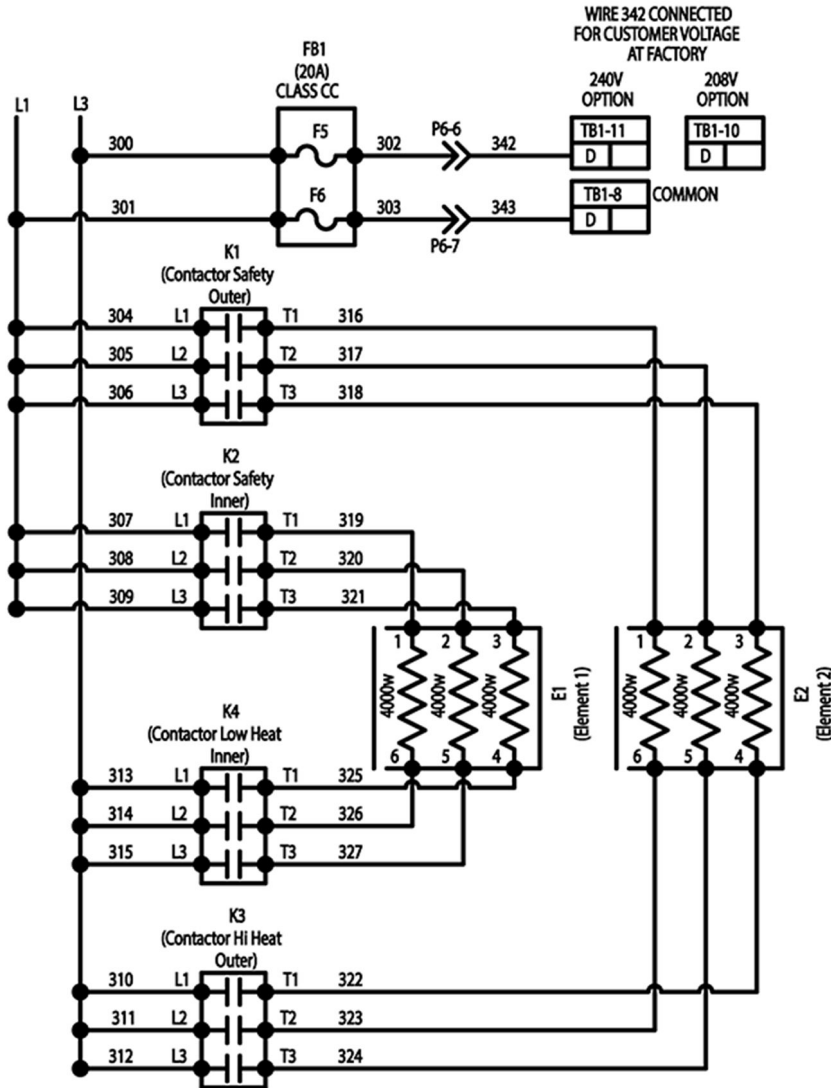 WIRE 342 CONNECTED
FOR CUSTOMER VOLTAGE
AT FACTORY
FB1
(20A)
CLASS CC
240V
OPTION
208V
OPTION
L1 L3
300 F5 302 P6-6 342 TB1-11 TB1-10
D D
301 F6 303 P6-7 343 TB1-8 COMMON
D
K1
(Contactor Safety
Outer)
304 L1 T1 316
305 L2 T2 317
306 L3 T3 318
K2
(Contactor Safety
Inner)
307 L1 T1 319
308 L2 T2 320
309 L3 T3 321
1 2 3
4000w 4000w 4000w
6 5 4
E1
(Element 1)
1 2 3
4000w 4000w 4000w
6 5 4
E2
(Element 2)
K4
(Contactor Low Heat
Inner)
313 L1 T1 325
314 L2 T2 326
315 L3 T3 327
K3
(Contactor Hi Heat
Outer)
310 L1 T1 322
311 L2 T2 323
312 L3 T3 324